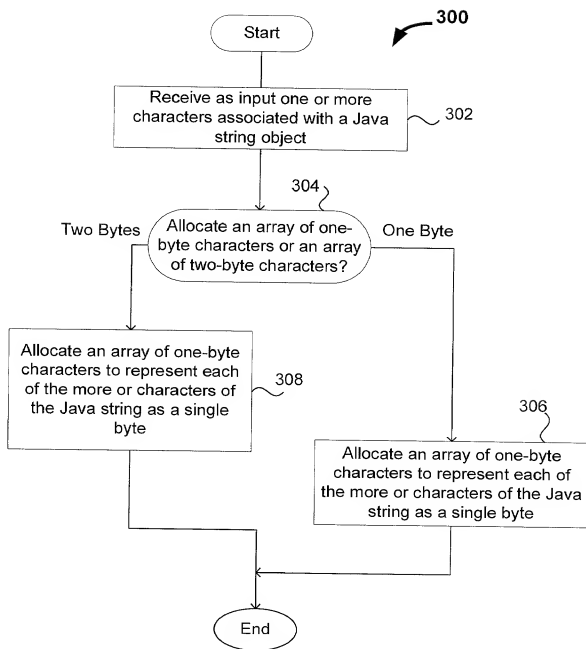 Start
300
Receive as input one or more
characters associated with a Java
string object
302
304
Allocate an array of one-
byte characters or an array
of two-byte characters?
Two Bytes
One Byte
Allocate an array of one-byte
characters to represent each
of the more or characters of
the Java string as a single
byte
308
306
Allocate an array of one-byte
characters to represent each of
the more or characters of the Java
string as a single byte
End